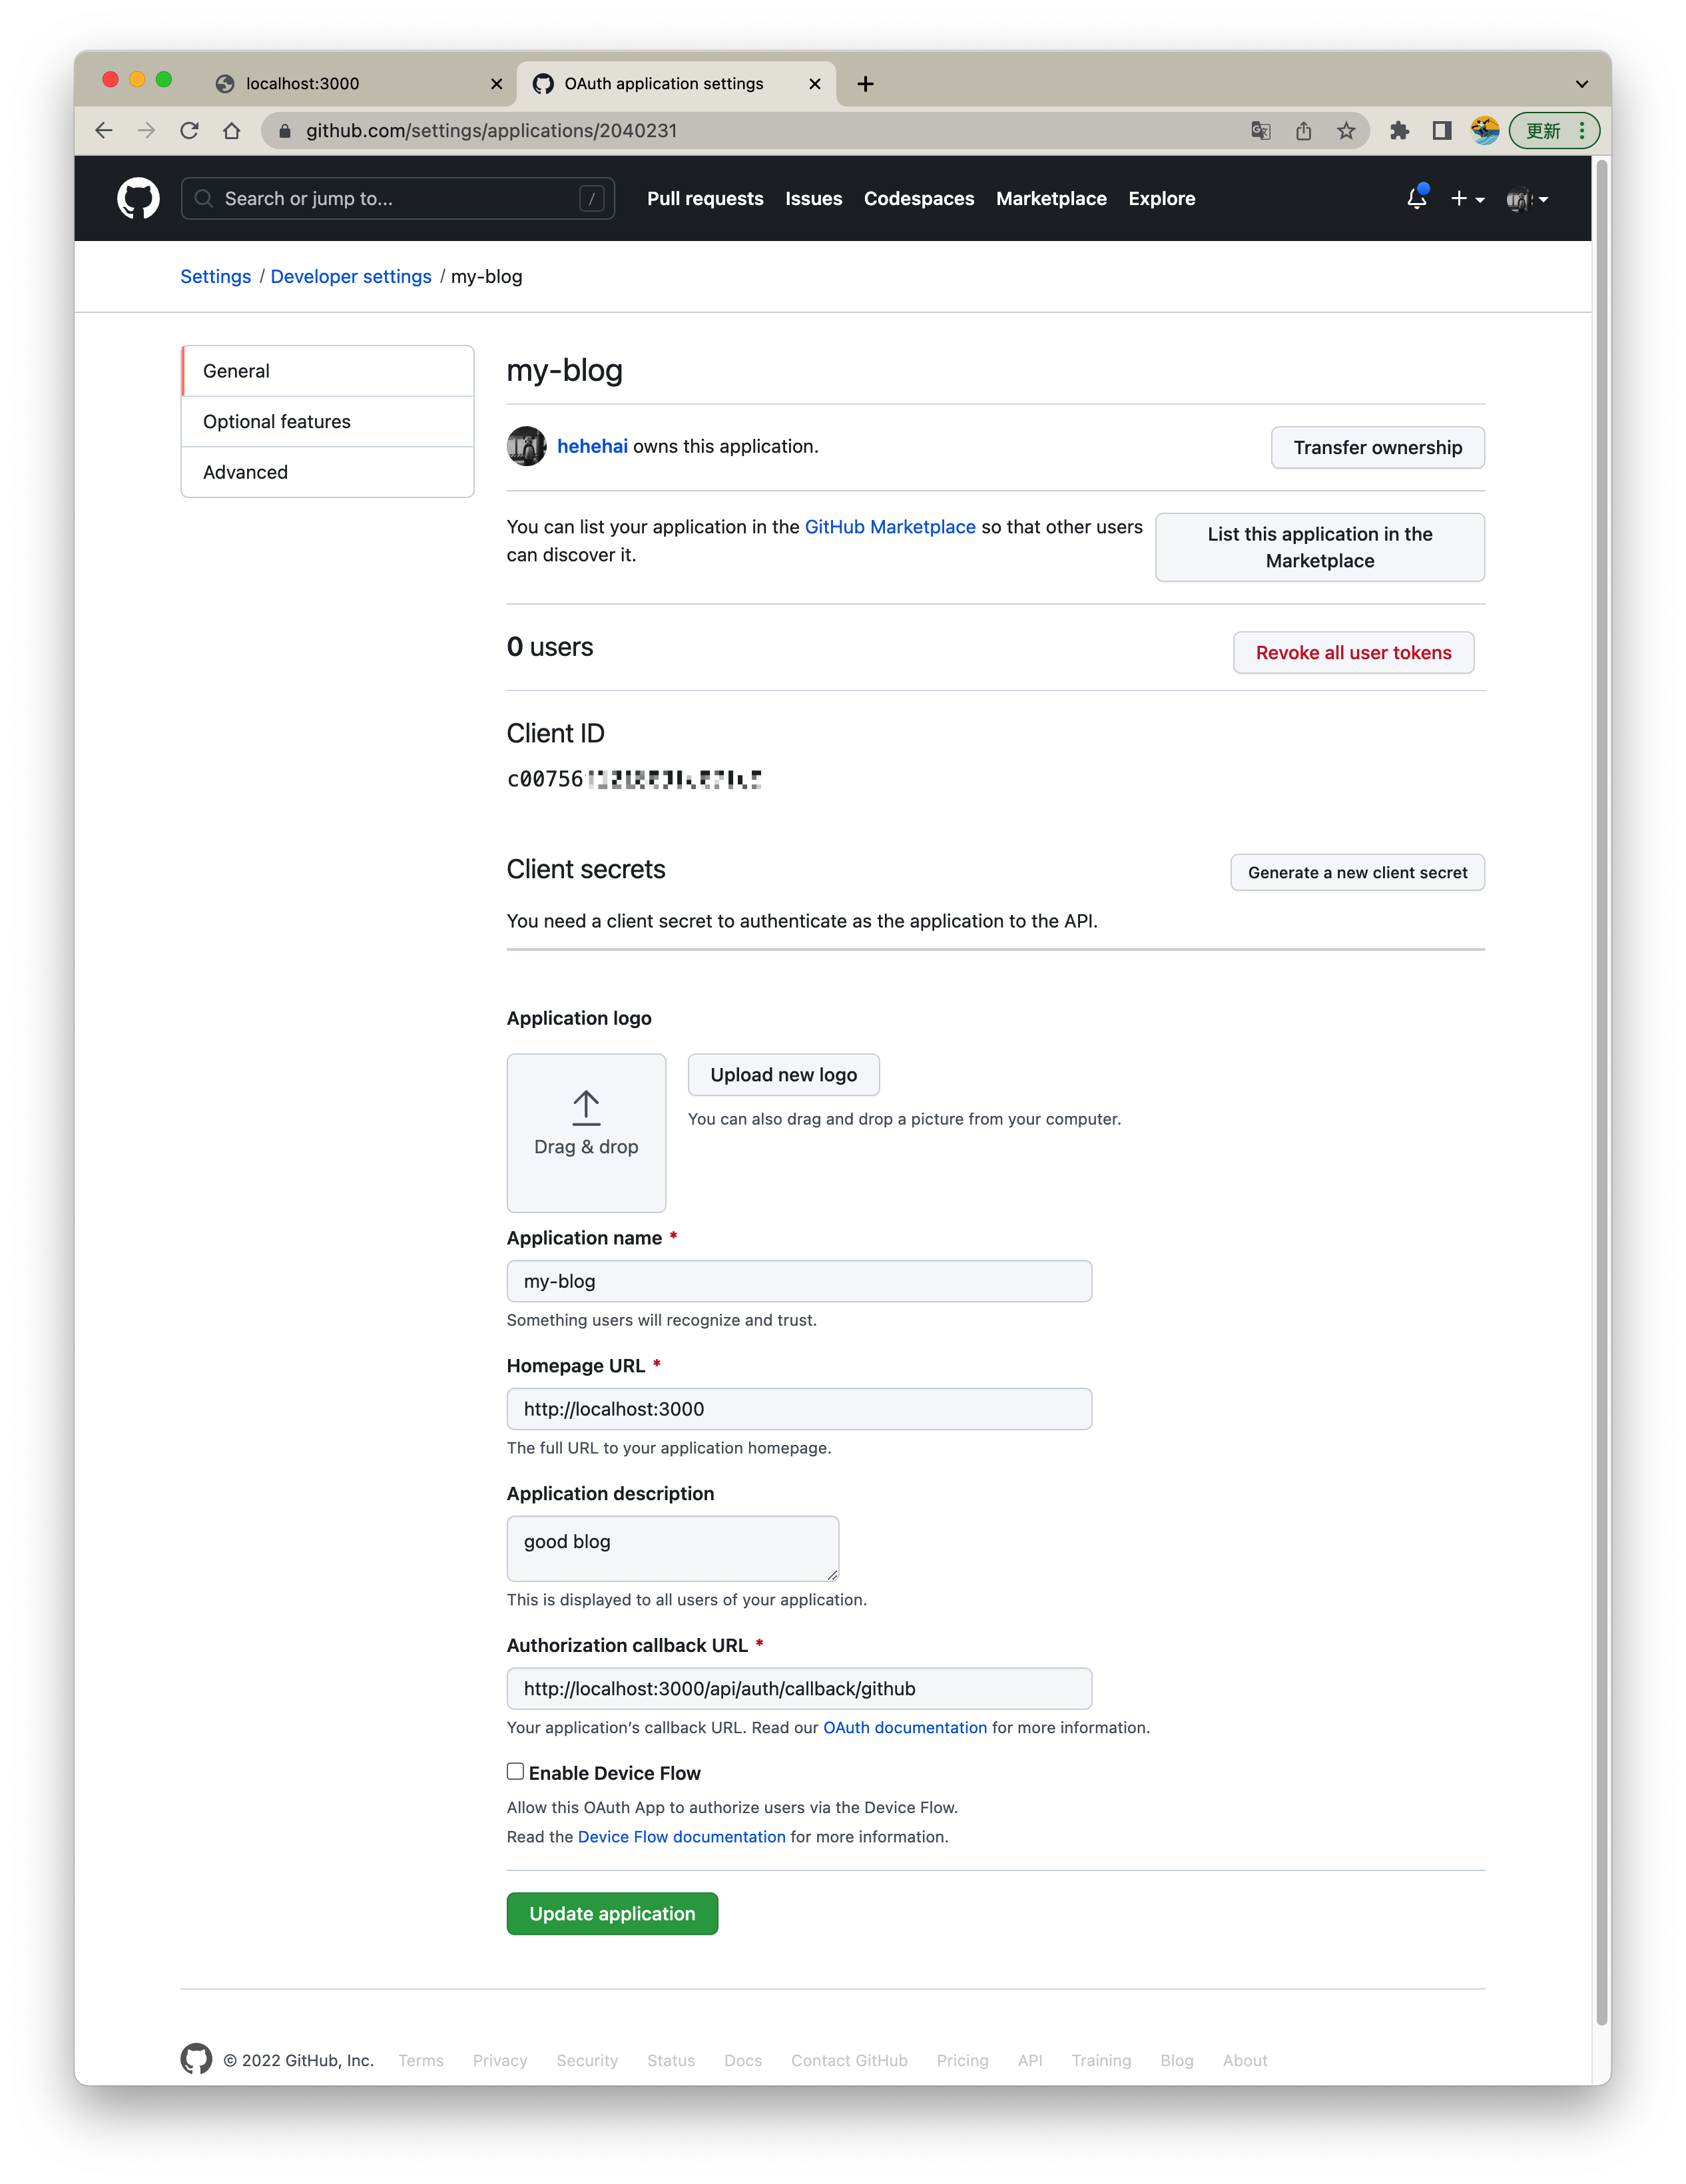 localhost:3000
OAuth application settings
github.com/settings/applications/2040231
更新
Search or jump to...
/
Pull requests
Issues
Codespaces
Marketplace
Explore
Settings / Developer settings / my-blog
General
Optional features
Advanced
my-blog
hehehai owns this application.
Transfer ownership
You can list your application in the GitHub Marketplace so that other users
can discover it.
List this application in the
Marketplace
0 users
Revoke all user tokens
Client ID
c00756
Client secrets
Generate a new client secret
You need a client secret to authenticate as the application to the API.
Application logo
Drag & drop
Upload new logo
You can also drag and drop a picture from your computer.
Application name *
my-blog
Something users will recognize and trust.
Homepage URL *
http://localhost:3000
The full URL to your application homepage.
Application description
good blog
This is displayed to all users of your application.
Authorization callback URL *
http://localhost:3000/api/auth/callback/github
Your application’s callback URL. Read our OAuth documentation for more information.
Enable Device Flow
Allow this OAuth App to authorize users via the Device Flow.
Read the Device Flow documentation for more information.
Update application
© 2022 GitHub, Inc.
Terms
Privacy
Security
Status
Docs
Contact GitHub
Pricing
API
Training
Blog
About